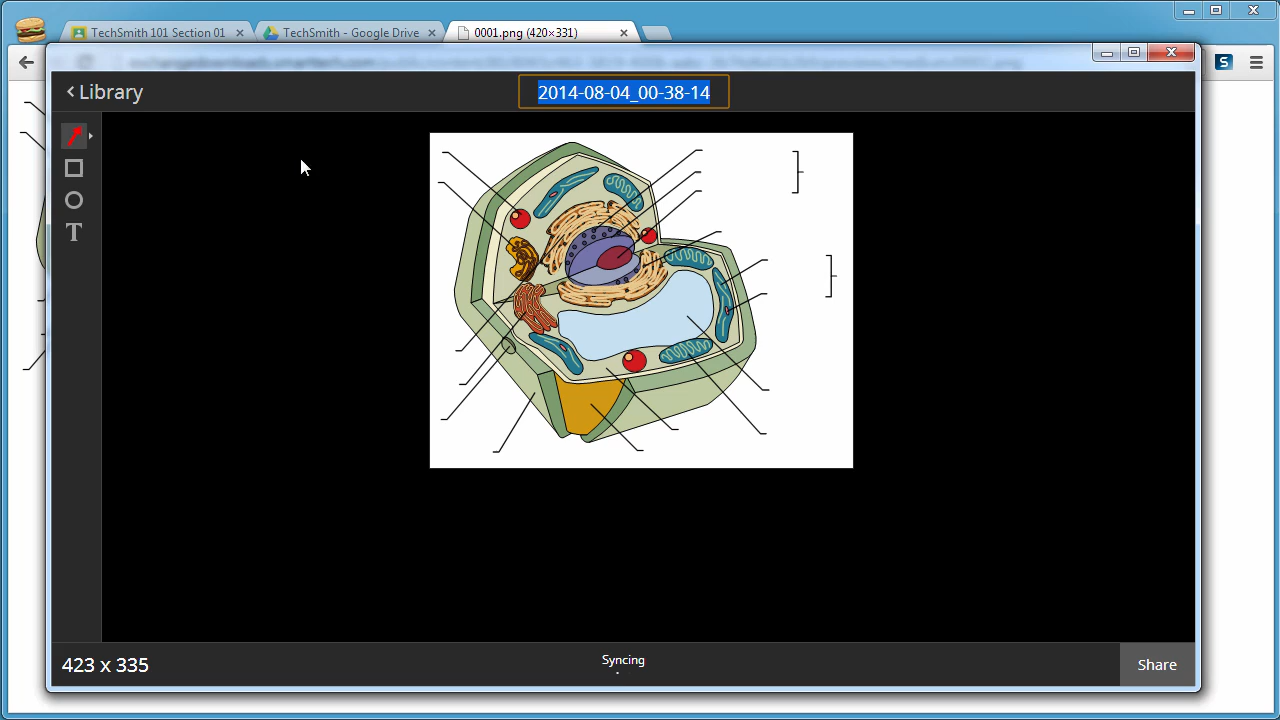 TechSmith 101 Section 01
TechSmith - Google Drive
0001.png (420×331)
S
Library
2014-08-04_00-38-14
T
423 x 335
Syncing
Share